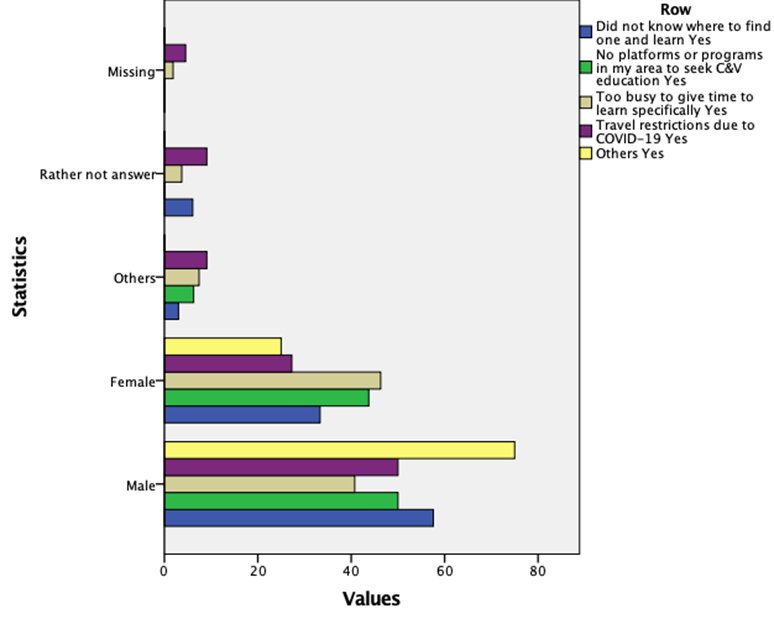 Row
Did not know where to find
one and learn Yes
No platforms or programs
in my area to seek C&V
education Yes
Too busy to give time to
learn specifically Yes
Travel restrictions due to
COVID-19 Yes
Others Yes
Statistics
Missing
Rather not answer
Others
Female
Male
0 20 40 60 80
Values